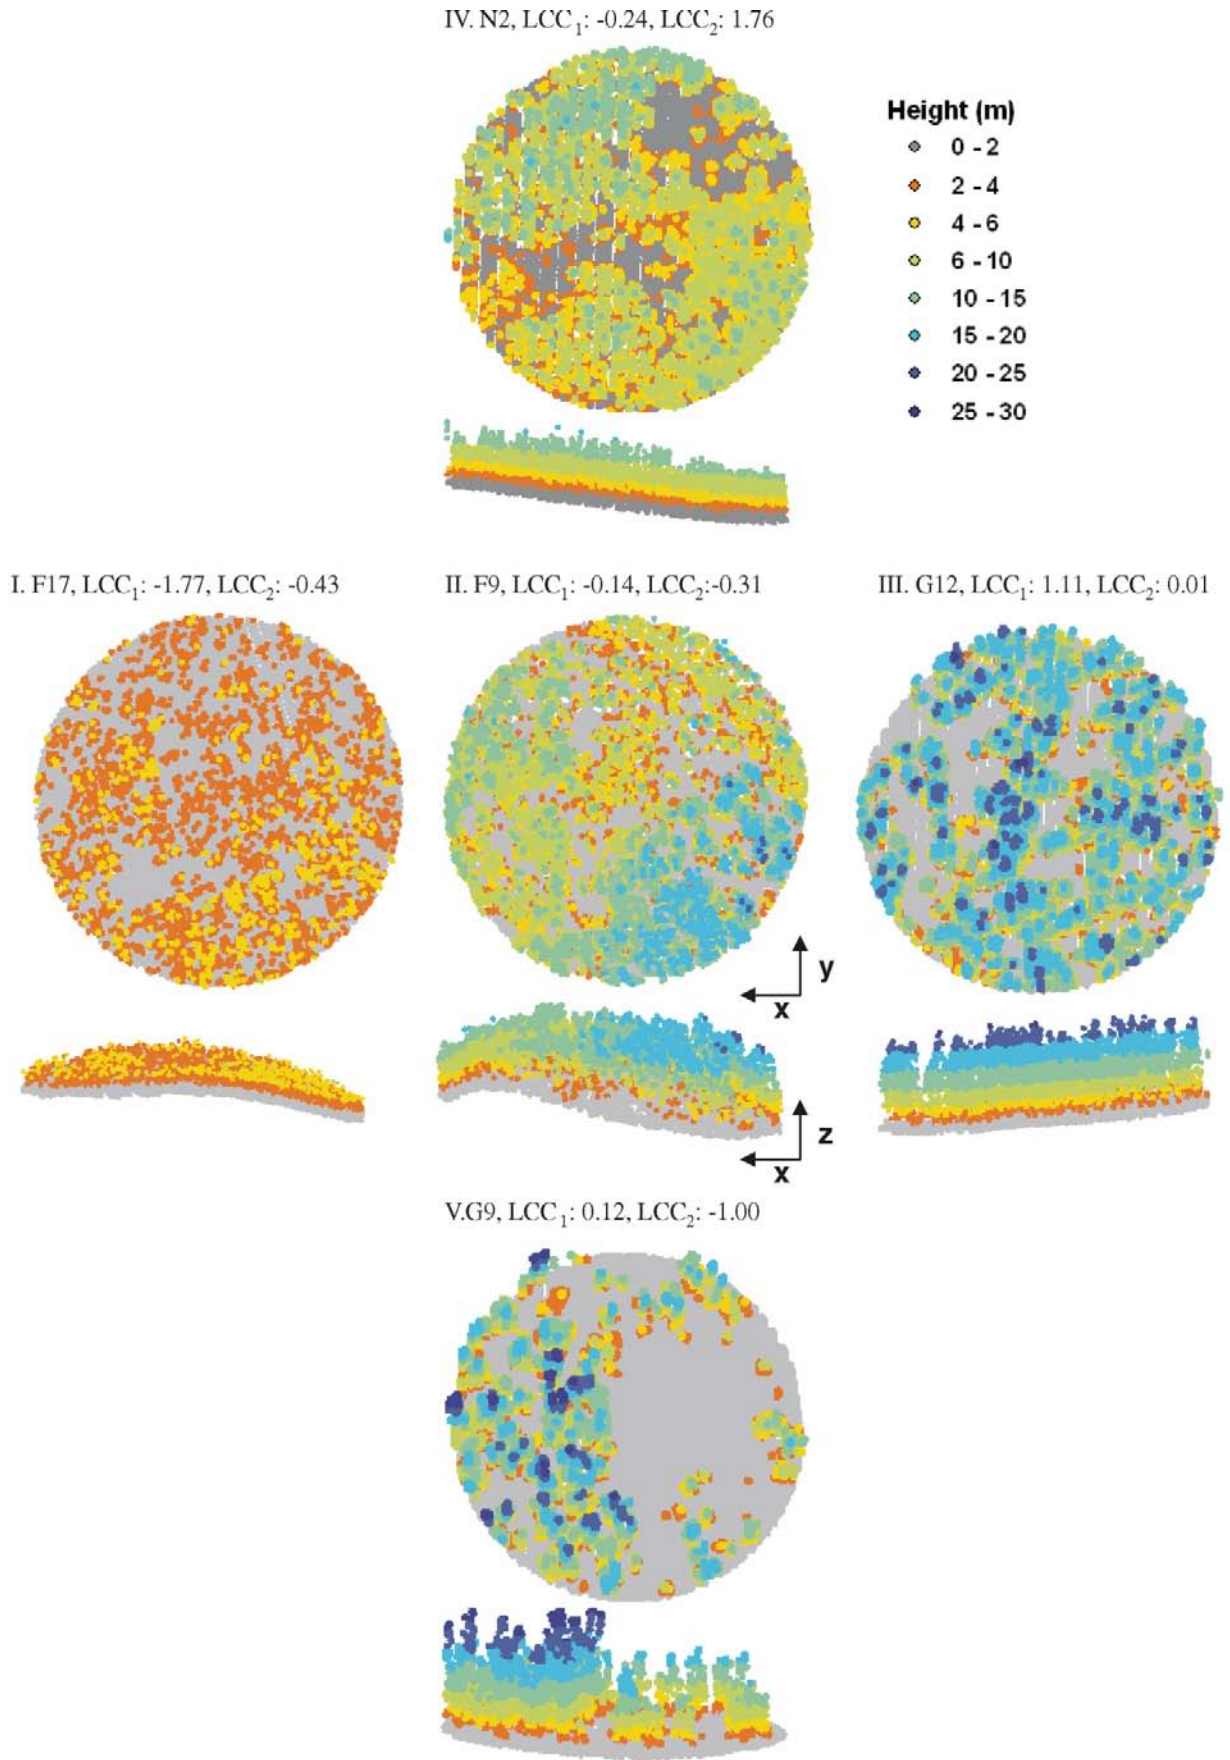 IV. N2, LCC₁: -0.24, LCC₂: 1.76
Height (m)
0 - 2
2 - 4
4 - 6
6 - 10
10 - 15
15 - 20
20 - 25
25 - 30
I. F17, LCC₁: -1.77, LCC₂: -0.43
II. F9, LCC₁: -0.14, LCC₂:-0.31
III. G12, LCC₁: 1.11, LCC₂: 0.01
y
x
z
x
V.G9, LCC₁: 0.12, LCC₂: -1.00